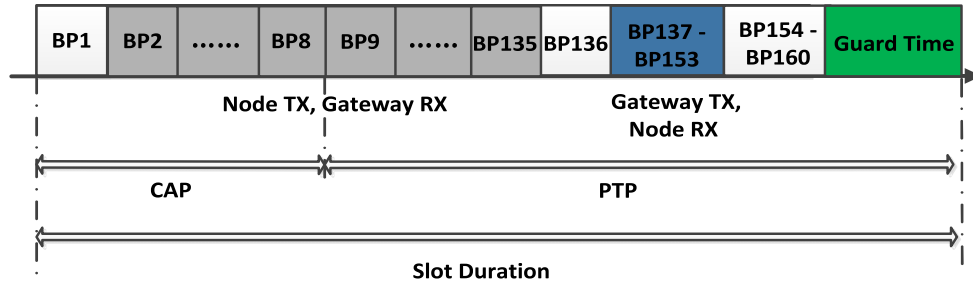 BP1 BP2 …… BP8 BP9 …… BP135 BP136 BP137 - BP154 - Guard Time
BP153 BP160
Node TX, Gateway RX Gateway TX,
Node RX
CAP PTP
Slot Duration